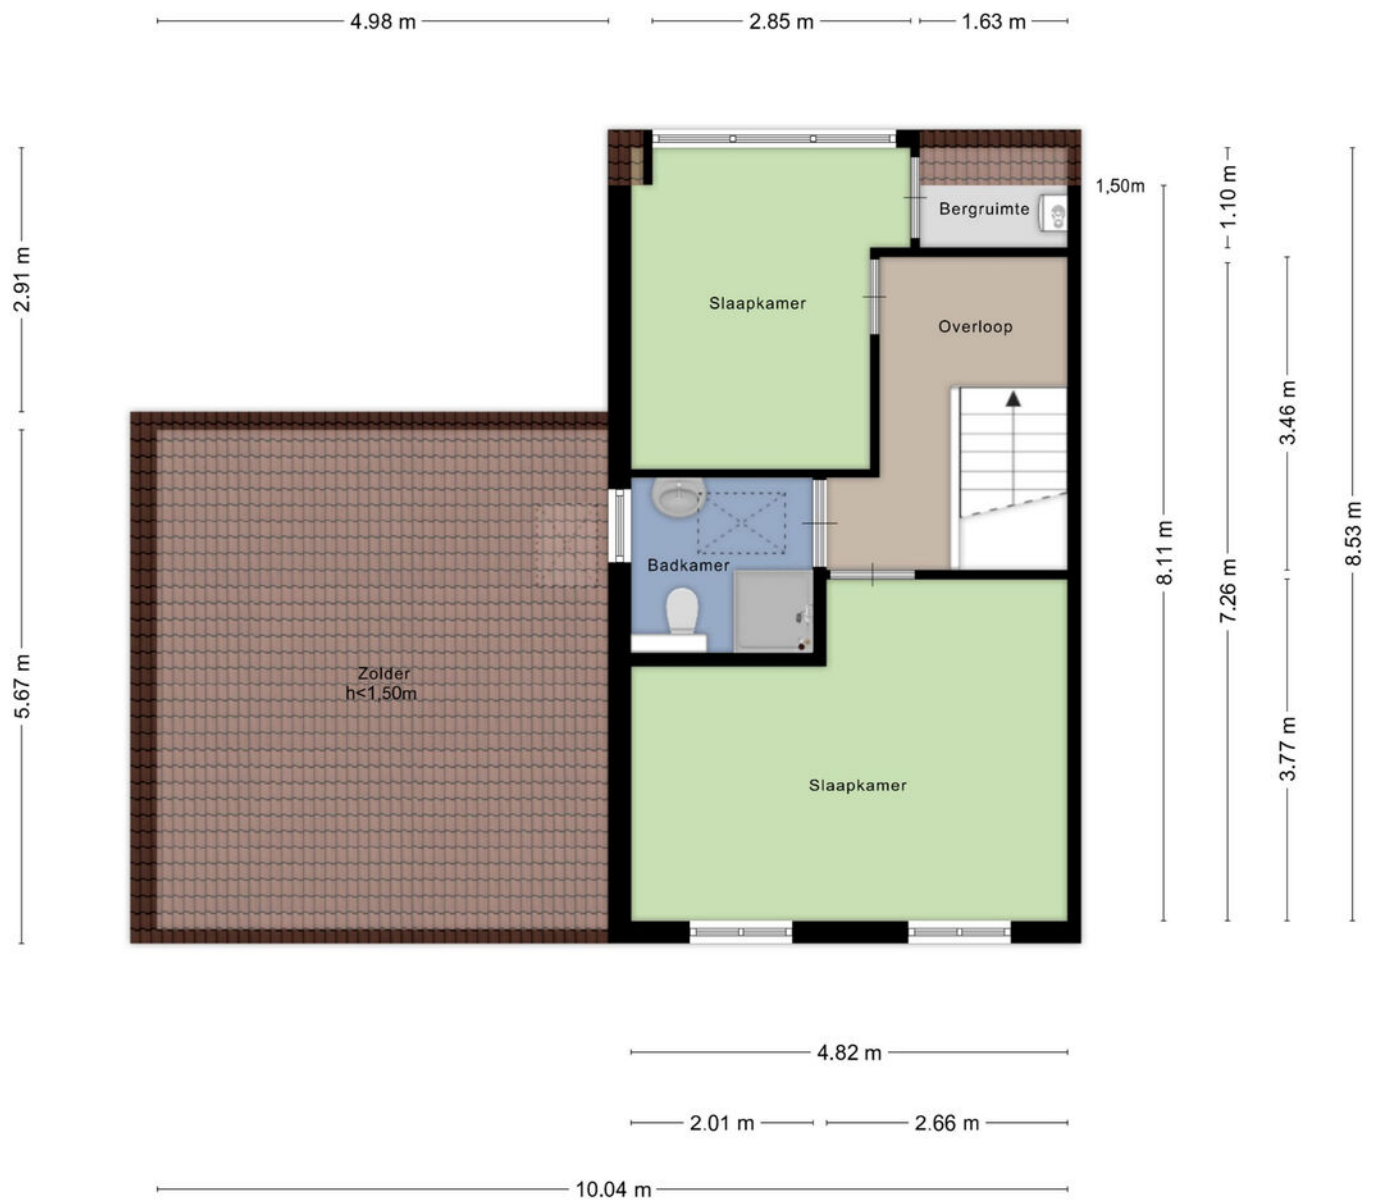 4.98 m
2.85 m
1.63 m
1,50m
Bergruimte
1.10 m
2.91 m
Slaapkamer
Overloop
3.46 m
8.53 m
8.11 m
Badkamer
7.26 m
Zolder
h<1,50m
5.67 m
3.77 m
Slaapkamer
4.82 m
2.01 m
2.66 m
10.04 m